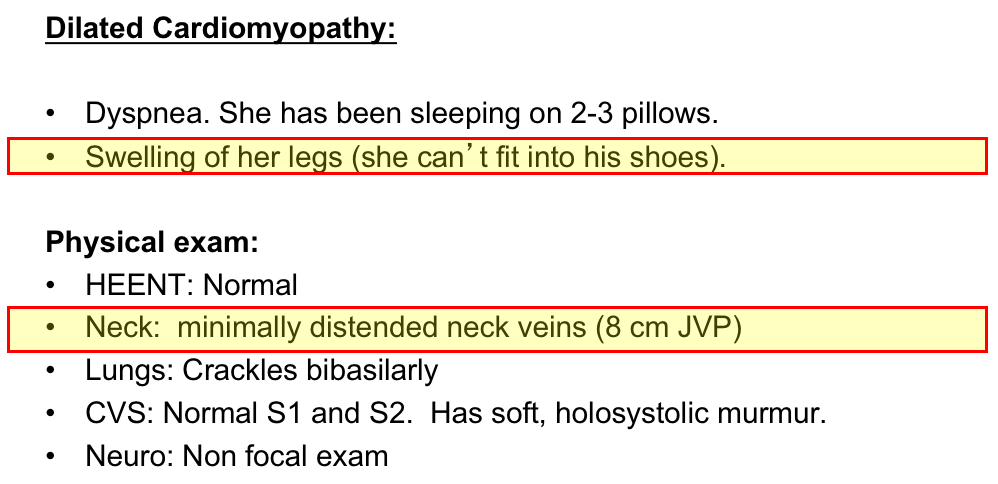 Dilated Cardiomyopathy:
• Dyspnea. She has been sleeping on 2-3 pillows.
• Swelling of her legs (she can’t fit into his shoes).
Physical exam:
• HEENT: Normal
• Neck:  minimally distended neck veins (8 cm JVP)
• Lungs: Crackles bibasilarly
• CVS: Normal S1 and S2.  Has soft, holosystolic murmur.
• Neuro: Non focal exam